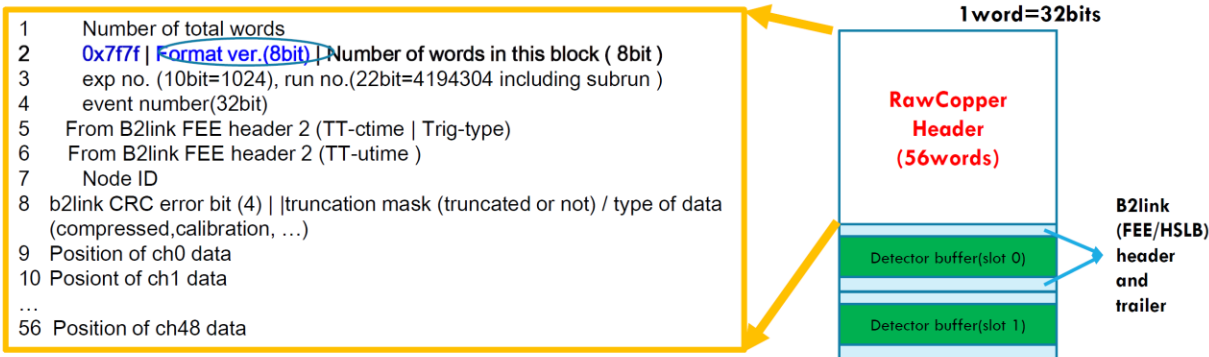 1 Number of total words
2 0x7f7f | Format ver.(8bit) | Number of words in this block ( 8bit )
3 exp no. (10bit=1024), run no.(22bit=4194304 including subrun )
4 event number(32bit)
5 From B2link FEE header 2 (TT-ctime | Trig-type)
6 From B2link FEE header 2 (TT-utime )
7 Node ID
8 b2link CRC error bit (4) | |truncation mask (truncated or not) / type of data
(compressed,calibration, …)
9 Position of ch0 data
10 Posiont of ch1 data
…
56 Position of ch48 data
1word=32bits
RawCopper
Header
(56words)
Detector buffer(slot 0)
Detector buffer(slot 1)
B2link
(FEE/HSLB)
header
and
trailer